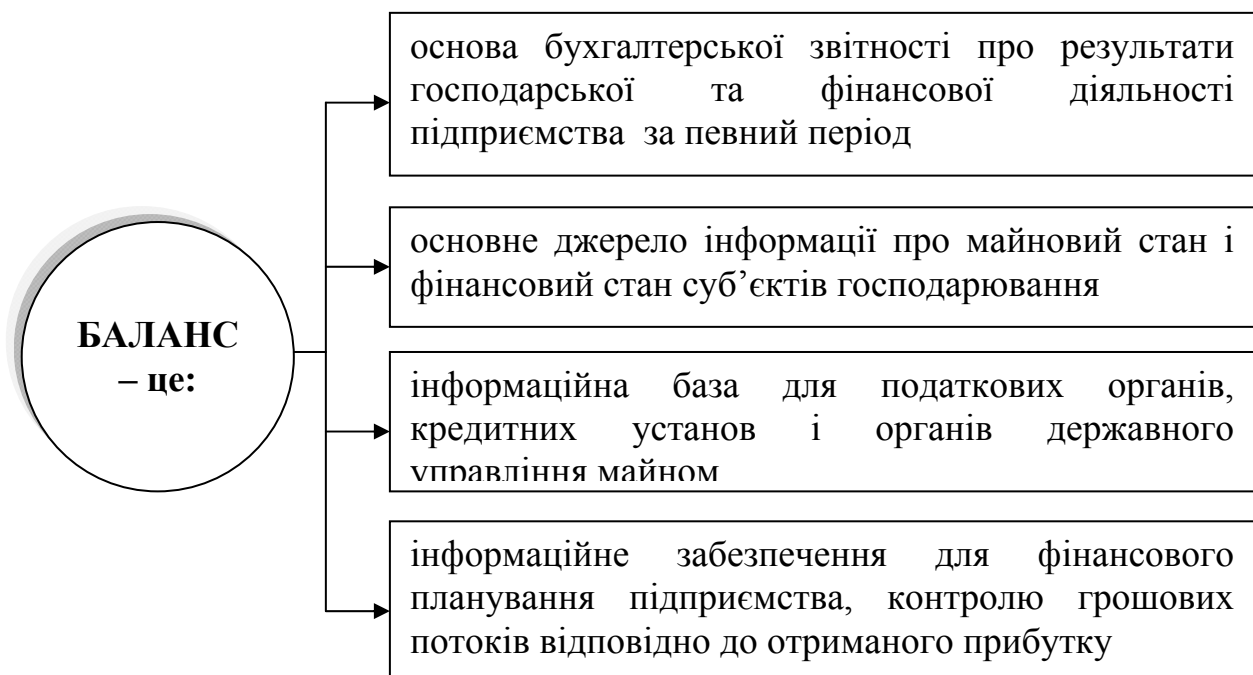 основа бухгалтерської звітності про результати
господарської та фінансової діяльності
підприємства за певний період
основне джерело інформації про майновий стан і
фінансовий стан суб’єктів господарювання
БАЛАНС
– це:
інформаційна база для податкових органів,
кредитних установ і органів державного
управління майном
інформаційне забезпечення для фінансового
планування підприємства, контролю грошових
потоків відповідно до отриманого прибутку